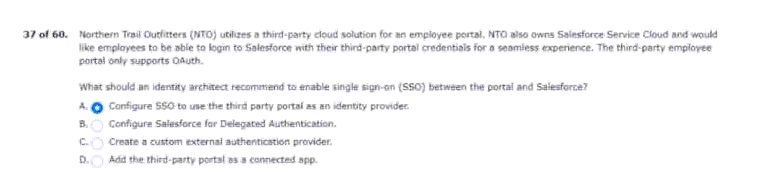 37 of 60. Northern Trail Outfitters (NTO) utilizes a third-party cloud solution for an employee portal. NTO also owns Salesforce Service Cloud and would
like employees to be able to login to Salesforce with their third-party portal credentials for a seamless experience. The third-party employee
portal only supports OAuth.
What should an identity architect recommend to enable single sign-on (SSO) between the portal and Salesforce?
A. Configure SSO to use the third party portal as an identity provider.
B. Configure Salesforce for Delegated Authentication.
C. Create a custom external authentication provider.
D. Add the third-party portal as a connected app.